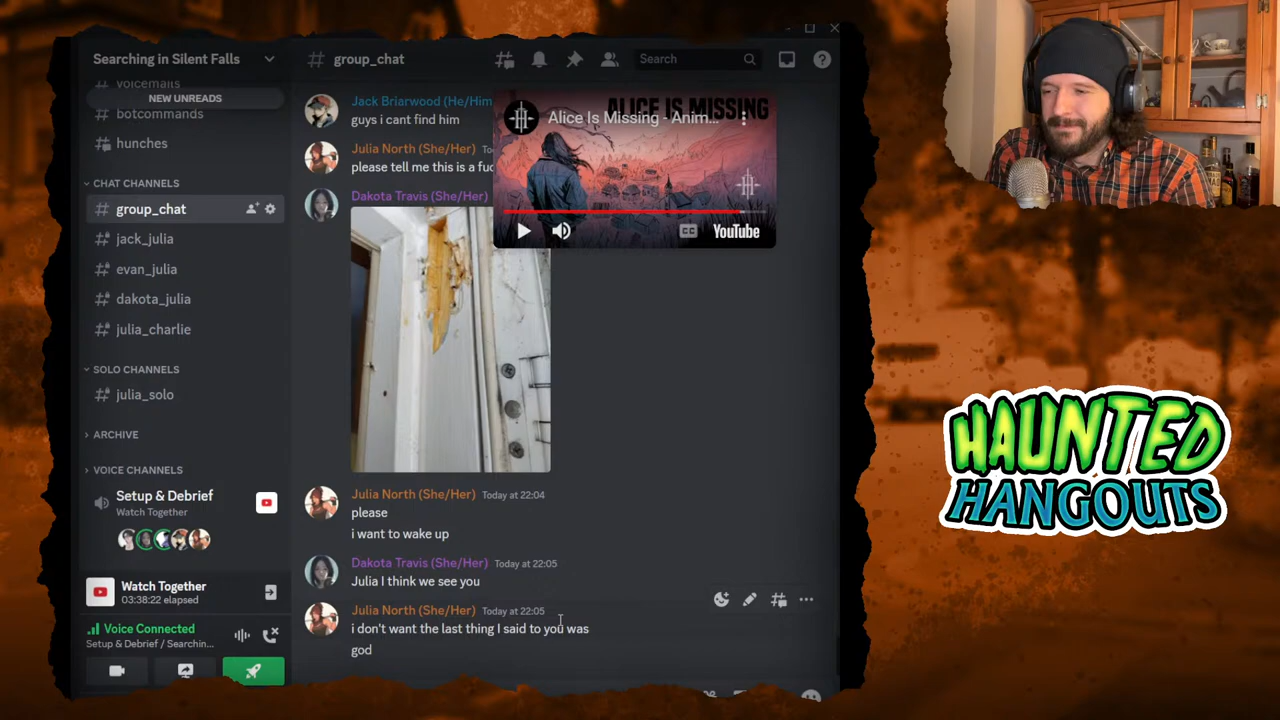 Searching in Silent Falls
voicemails
NEW UNREADS
botcommands
hunches
CHAT CHANNELS
group_chat
jack_julia
evan_julia
dakota_julia
julia_charlie
SOLO CHANNELS
julia_solo
ARCHIVE
VOICE CHANNELS
Setup & Debrief
Watch Together
Watch Together
03:38:22 elapsed
Voice Connected
Setup & Debrief / Searchin...
# group_chat
Search
Jack Briarwood (He/Him
guys i cant find him
Julia North (She/Her)
please tell me this is a
Dakota Travis (She/Her)
ALICE IS MISSING
Alice Is Missing - Anim...
CC
YouTube
Julia North (She/Her) Today at 22:04
please
i want to wake up
Dakota Travis (She/Her) Today at 22:05
Julia I think we see you
Julia North (She/Her) Today at 22:05
i don't want the last thing I said to you was
god
HAUNTED
HANGOUTS